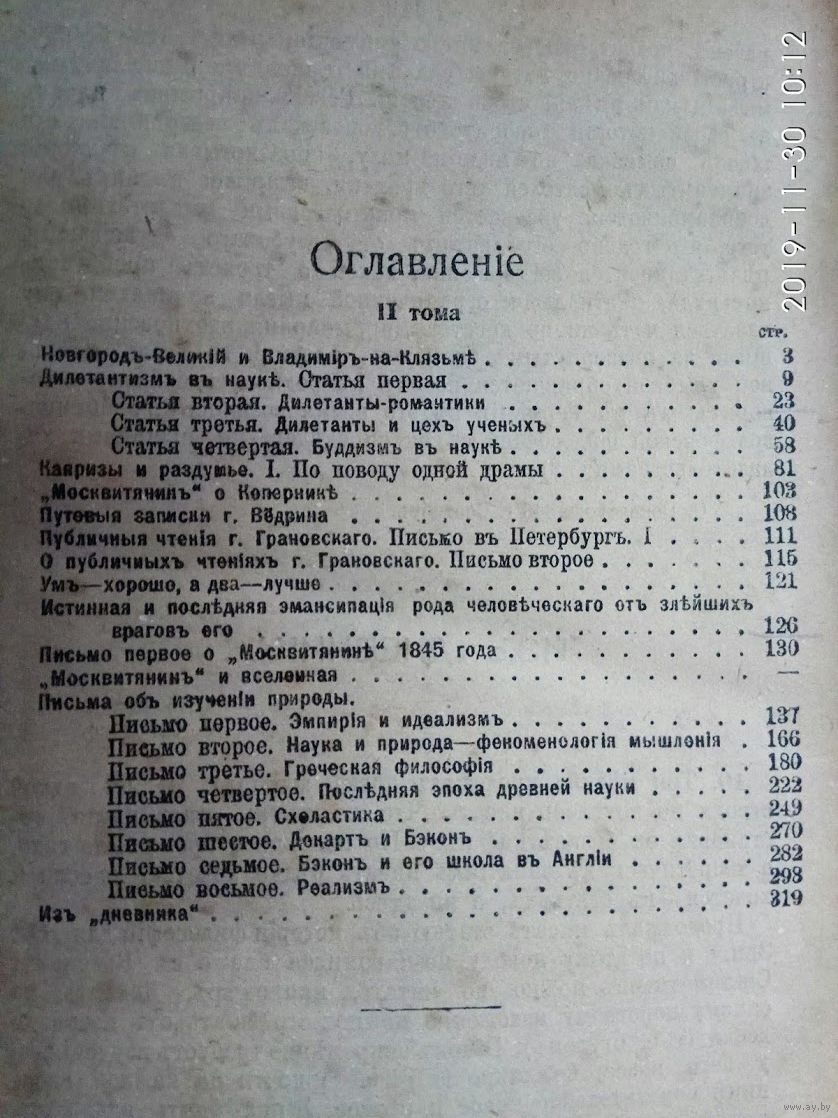 2019-11-30 10:12
Оглавленіе
II тома
СТР.
Новгородъ-Великій и Владиміръ-на-Клязьмѣ . . . . . . . . . . . . 3
Дилетантизмъ въ наукѣ. Статья первая . . . . . . . . . . . . . 9
Статья вторая. Дилетанты-романтики . . . . . . . . . . . 23
Статья третья. Дилетанты и цехъ ученыхъ . . . . . . . . . 40
Статья четвертая. Буддизмъ въ наукѣ . . . . . . . . . . . 58
Капризы и раздумье. I. По поводу одной драмы . . . . . . . . . 81
„Москвитянинъ“ о Коперникѣ . . . . . . . . . . . . . . . . . 103
Путевыя записки г. Вёдрина . . . . . . . . . . . . . . . . . 108
Публичныя чтенія г. Грановскаго. Письмо въ Петербургъ. I . . . . 111
О публичныхъ чтеніяхъ г. Грановскаго. Письмо второе . . . . . . . 115
Умъ—хорошо, а два—лучше . . . . . . . . . . . . . . . . . . 121
Истинная и послѣдняя эмансипація рода человѣческаго отъ злѣйшихъ
враговъ его . . . . . . . . . . . . . . . . . . . . . 126
Письмо первое о „Москвитянинѣ“ 1845 года . . . . . . . . . . . 130
„Москвитянинъ“ и вселенная . . . . . . . . . . . . . . . . . —
Письма объ изученіи природы.
Письмо первое. Эмпирія и идеализмъ . . . . . . . . . . . 137
Письмо второе. Наука и природа—феноменологія мышленія . 166
Письмо третье. Греческая философія . . . . . . . . . . . 180
Письмо четвертое. Послѣдняя эпоха древней науки . . . . . 222
Письмо пятое. Схоластика . . . . . . . . . . . . . . . . 249
Письмо шестое. Декартъ и Бэконъ . . . . . . . . . . . . 270
Письмо седьмое. Бэконъ и его школа въ Англіи . . . . . . 282
Письмо восьмое. Реализмъ . . . . . . . . . . . . . . . . 298
Изъ „дневника“ . . . . . . . . . . . . . . . . . . . . . . . 319
www.ay.by